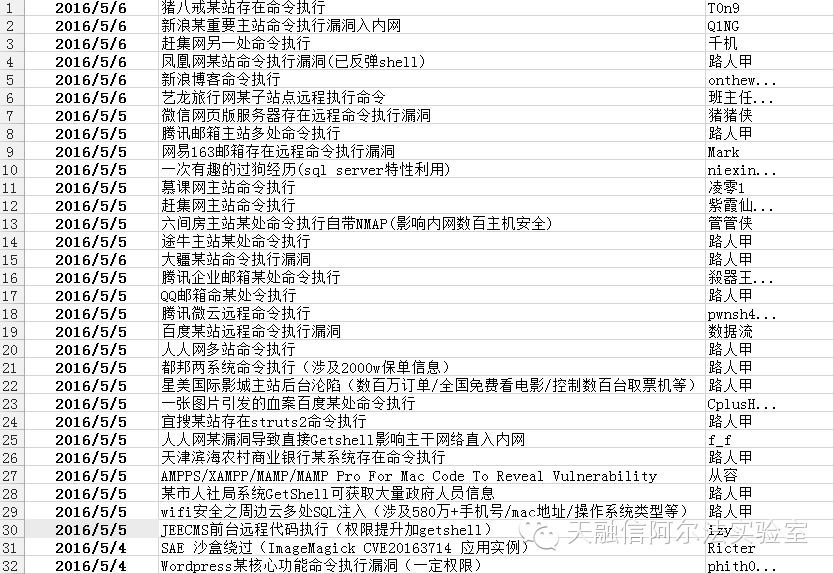 1 2016/5/6 猪八戒某站存在命令执行 T0n9
2 2016/5/6 新浪某重要主站命令执行漏洞入内网 Q1NG
3 2016/5/6 赶集网另一处命令执行 千机
4 2016/5/6 凤凰网某站命令执行漏洞(已反弹shell) 路人甲
5 2016/5/6 新浪博客命令执行 onthew...
6 2016/5/6 艺龙旅行网某子站点远程执行命令 班主任...
7 2016/5/5 微信网页版服务器存在远程命令执行漏洞 猪猪侠
8 2016/5/5 腾讯邮箱主站多处命令执行 路人甲
9 2016/5/5 网易163邮箱存在远程命令执行漏洞 Mark
10 2016/5/5 一次有趣的过狗经历(sql server特性利用) niexin...
11 2016/5/5 慕课网主站命令执行 凌零1
12 2016/5/5 赶集网主站命令执行 紫霞仙...
13 2016/5/5 六间房主站某处命令执行自带NMAP(影响内网数百主机安全) 管管侠
14 2016/5/5 途牛主站某处命令执行 路人甲
15 2016/5/6 大疆某站命令执行漏洞 路人甲
16 2016/5/5 腾讯企业邮箱某处命令执行 殺器王...
17 2016/5/5 QQ邮箱命某处令执行 路人甲
18 2016/5/5 腾讯微云远程命令执行 pwnsh4...
19 2016/5/5 百度某站远程命令执行漏洞 数据流
20 2016/5/5 人人网多站命令执行 路人甲
21 2016/5/5 都邦两系统命令执行（涉及2000w保单信息） 路人甲
22 2016/5/5 星美国际影城主站后台沦陷（数百万订单/全国免费看电影/控制数百台取票机等） 路人甲
23 2016/5/5 一张图片引发的血案百度某处命令执行 CplusH...
24 2016/5/5 宜搜某站存在struts2命令执行 路人甲
25 2016/5/5 人人网某漏洞导致直接Getshell影响主干网络直入内网 f_f
26 2016/5/5 天津滨海农村商业银行某系统存在命令执行 路人甲
27 2016/5/5 AMPPS/XAMPP/MAMP/MAMP Pro For Mac Code To Reveal Vulnerability 从容
28 2016/5/5 某市人社局系统GetShell可获取大量政府人员信息 路人甲
29 2016/5/5 wifi安全之周边云多处SQL注入（涉及580万+手机号/mac地址/操作系统类型等） 路人甲
30 2016/5/5 JEECMS前台远程代码执行（权限提升加getshell） izy
31 2016/5/4 SAE 沙盒绕过（ImageMagick CVE20163714 应用实例） Ricter
32 2016/5/4 Wordpress某核心功能命令执行漏洞（一定权限） phith0...
天融信阿尔法实验室